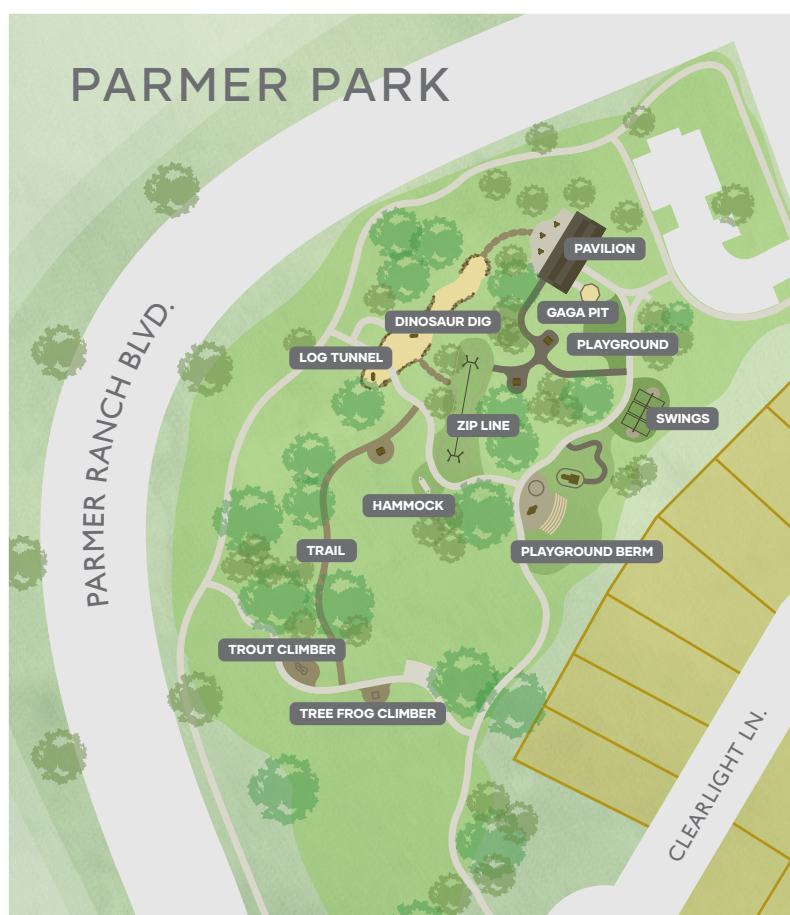 PARMER PARK
PAVILION
GAGA PIT
DINOSAUR DIG
PLAYGROUND
LOG TUNNEL
SWINGS
ZIP LINE
PARMER RANCH BLVD.
HAMMOCK
TRAIL
PLAYGROUND BERM
TROUT CLIMBER
TREE FROG CLIMBER
CLEARLIGHT LN.